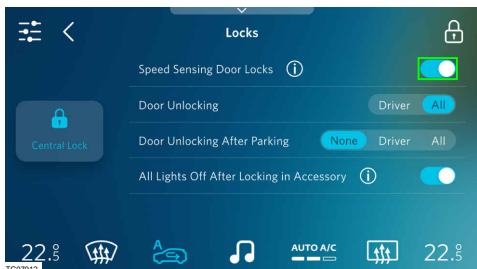 Locks
Speed Sensing Door Locks
Door Unlocking Driver All
Central Lock
Door Unlocking After Parking None Driver All
All Lights Off After Locking in Accessory
22.5° A AUTO A/C 22.5°